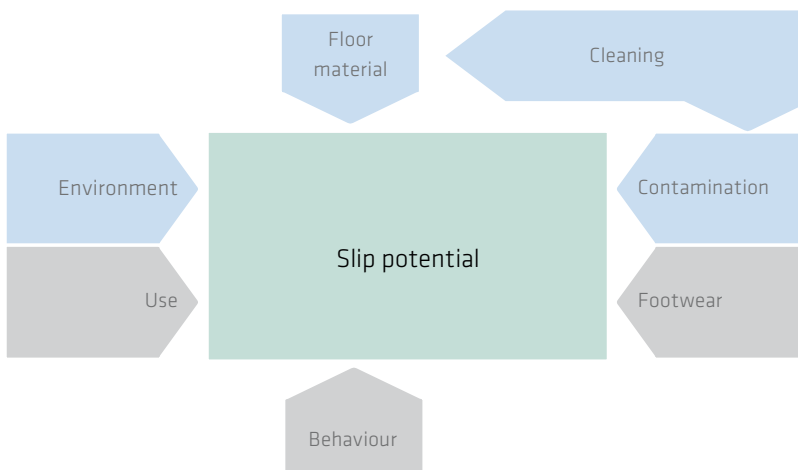 Floor
material
Cleaning
Environment
Contamination
Slip potential
Use
Footwear
Behaviour